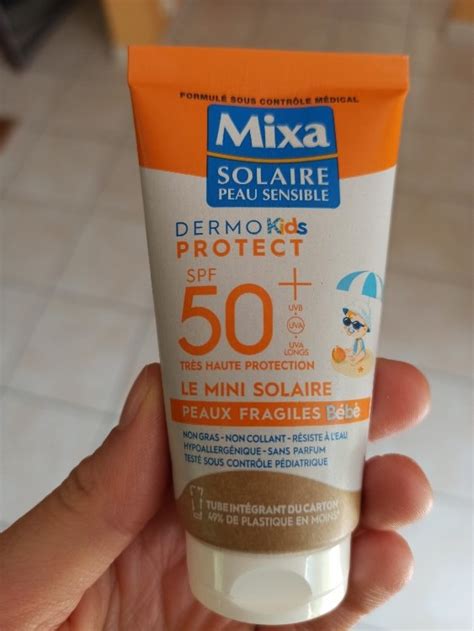 FORMULÉ SOUS CONTRÔLE MÉDICAL
Mixa
SOLAIRE
PEAU SENSIBLE
DERMO Kids
PROTECT
SPF
50+
UVB
+
UVA
+
UVA
LONGS
TRÈS HAUTE PROTECTION
LE MINI SOLAIRE
PEAUX FRAGILES Bébé
NON GRAS - NON COLLANT - RÉSISTE À L'EAU
HYPOALLERGÉNIQUE - SANS PARFUM
TESTÉ SOUS CONTRÔLE PÉDIATRIQUE
TUBE INTÉGRANT DU CARTON
49% DE PLASTIQUE EN MOINS*